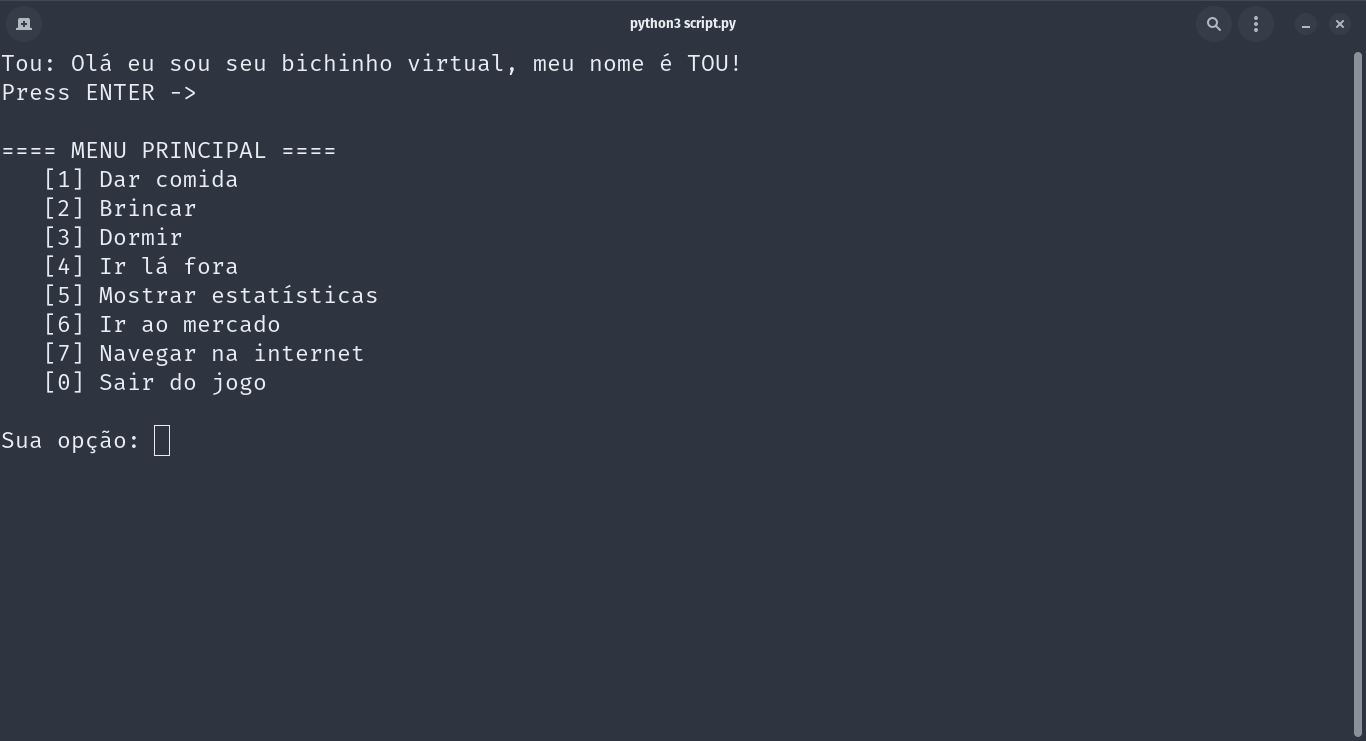 python3 script.py
Tou: Olá eu sou seu bichinho virtual, meu nome é TOU!
Press ENTER ->
==== MENU PRINCIPAL ====
[1] Dar comida
[2] Brincar
[3] Dormir
[4] Ir lá fora
[5] Mostrar estatísticas
[6] Ir ao mercado
[7] Navegar na internet
[0] Sair do jogo
Sua opção: